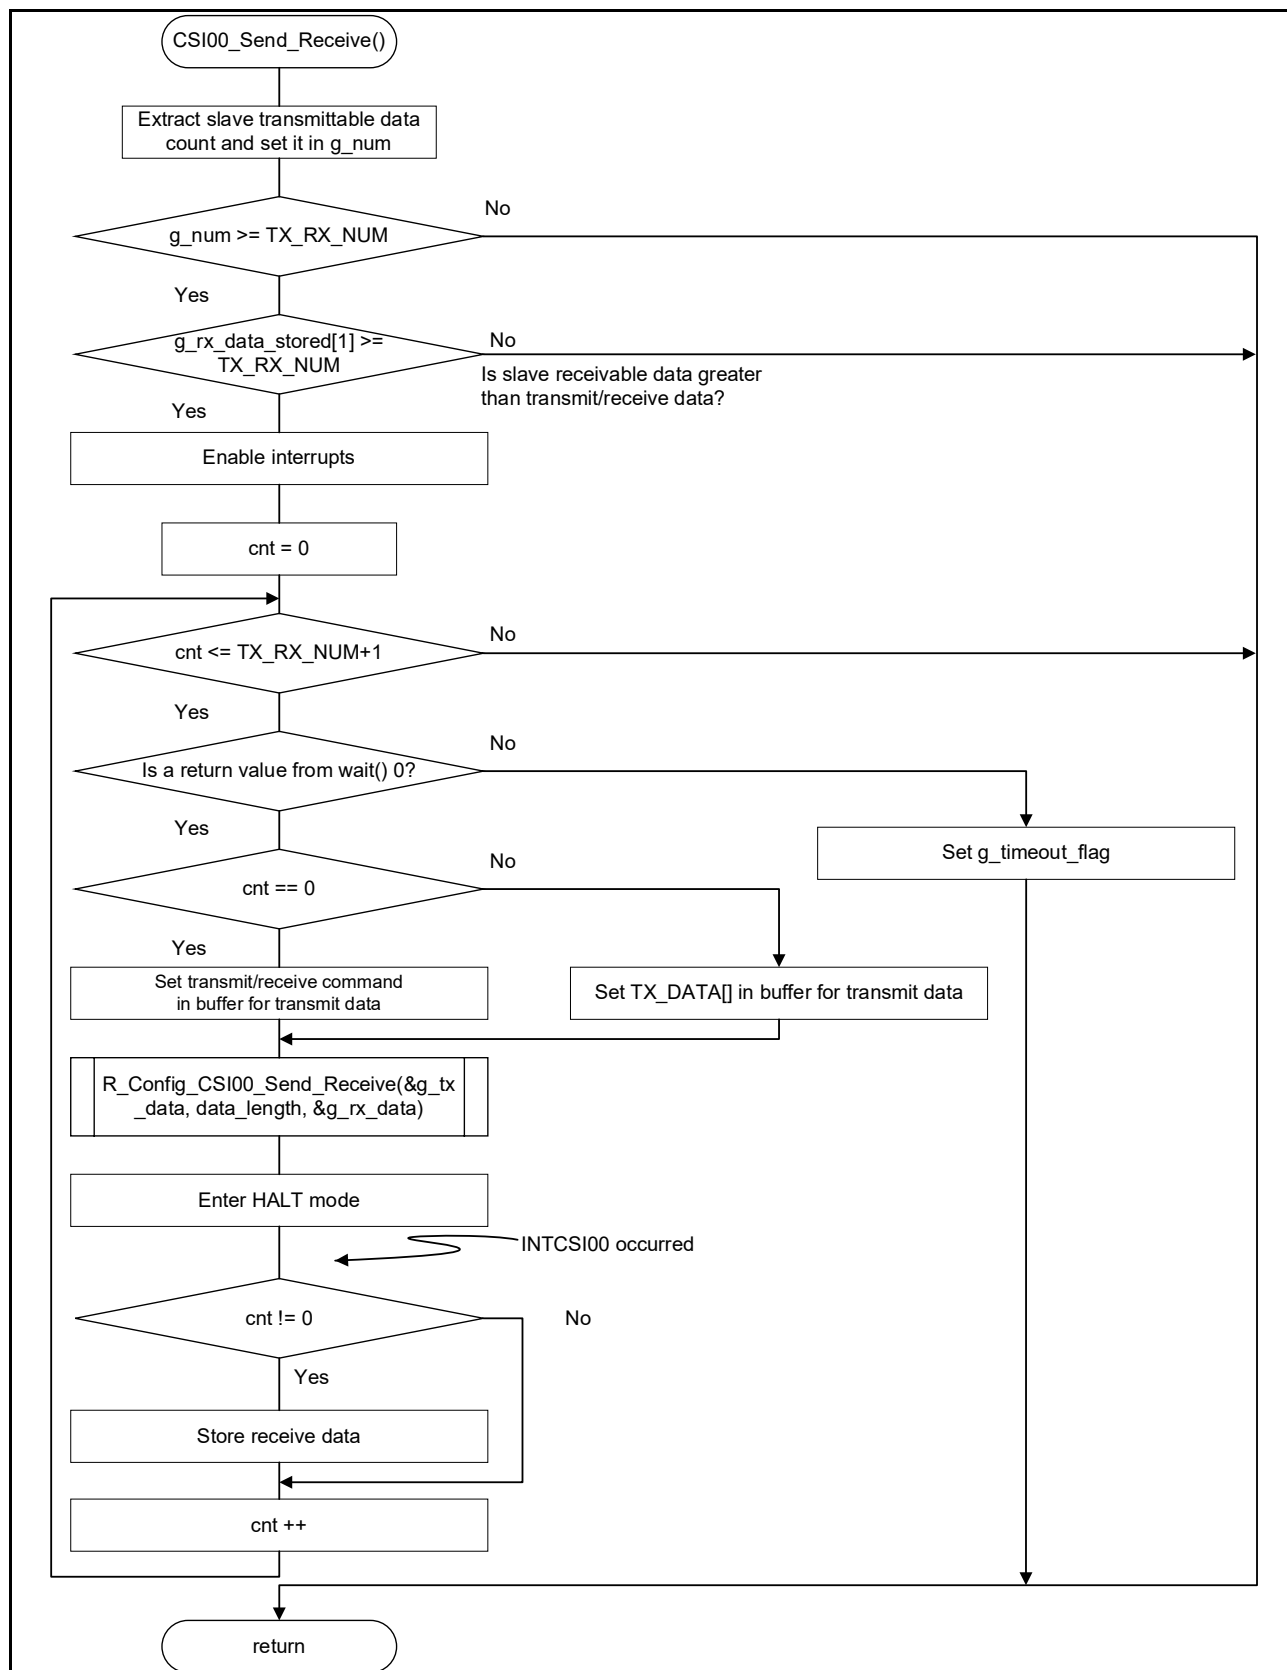 CSI00_Send_Receive()
Extract slave transmittable data
count and set it in g_num
No
g_num >= TX_RX_NUM
Yes
g_rx_data_stored[1] >=
TX_RX_NUM
No
Is slave receivable data greater
than transmit/receive data?
Yes
Enable interrupts
cnt = 0
No
cnt <= TX_RX_NUM+1
Yes
No
Is a return value from wait() 0?
Yes
Set g_timeout_flag
No
cnt == 0
Yes
Set transmit/receive command
in buffer for transmit data
Set TX_DATA[] in buffer for transmit data
R_Config_CSI00_Send_Receive(&g_tx
_data, data_length, &g_rx_data)
Enter HALT mode
INTCSI00 occurred
cnt != 0
No
Yes
Store receive data
cnt ++
return